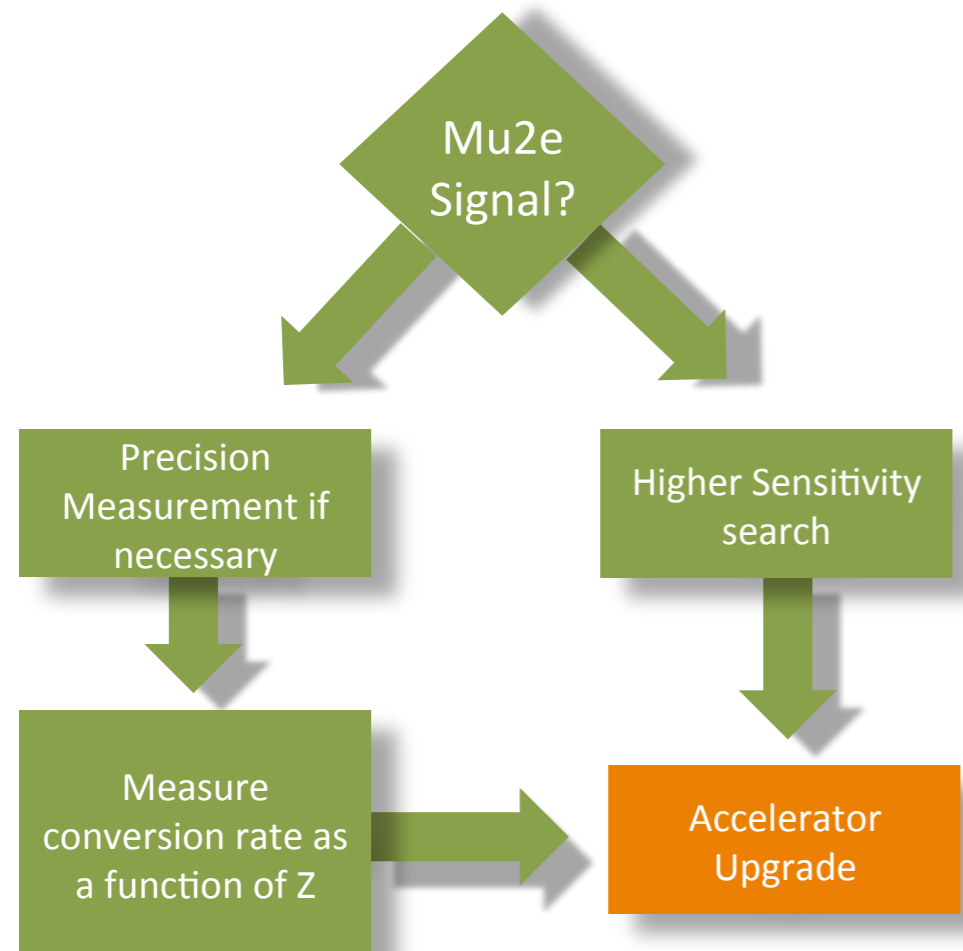 Mu2e
Signal?
Precision
Measurement if
necessary
Higher Sensitivity
search
Measure
conversion rate as
a function of Z
Accelerator
Upgrade